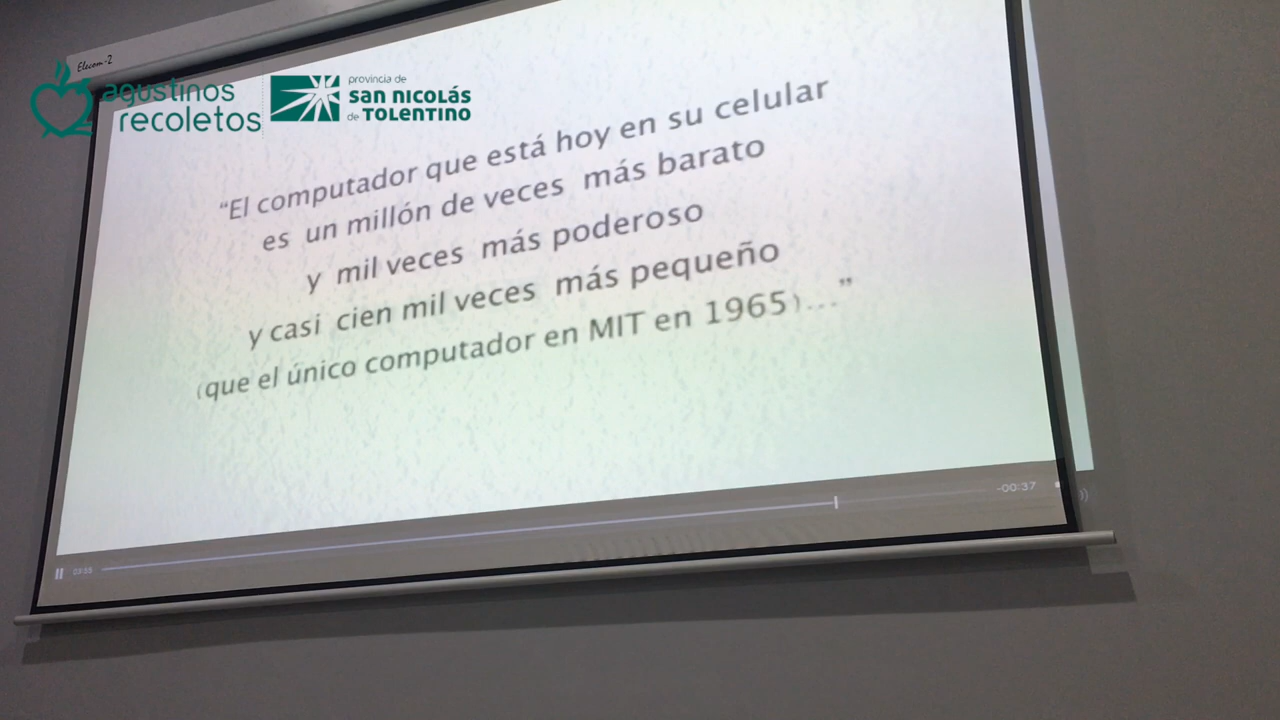 Elecom-2
agustinos
recoletos
provincia de
SAN NICOLÁS
de TOLENTINO
“El computador que está hoy en su celular
es un millón de veces más barato
y mil veces más poderoso
y casi cien mil veces más pequeño
(que el único computador en MIT en 1965)...”
-00:37